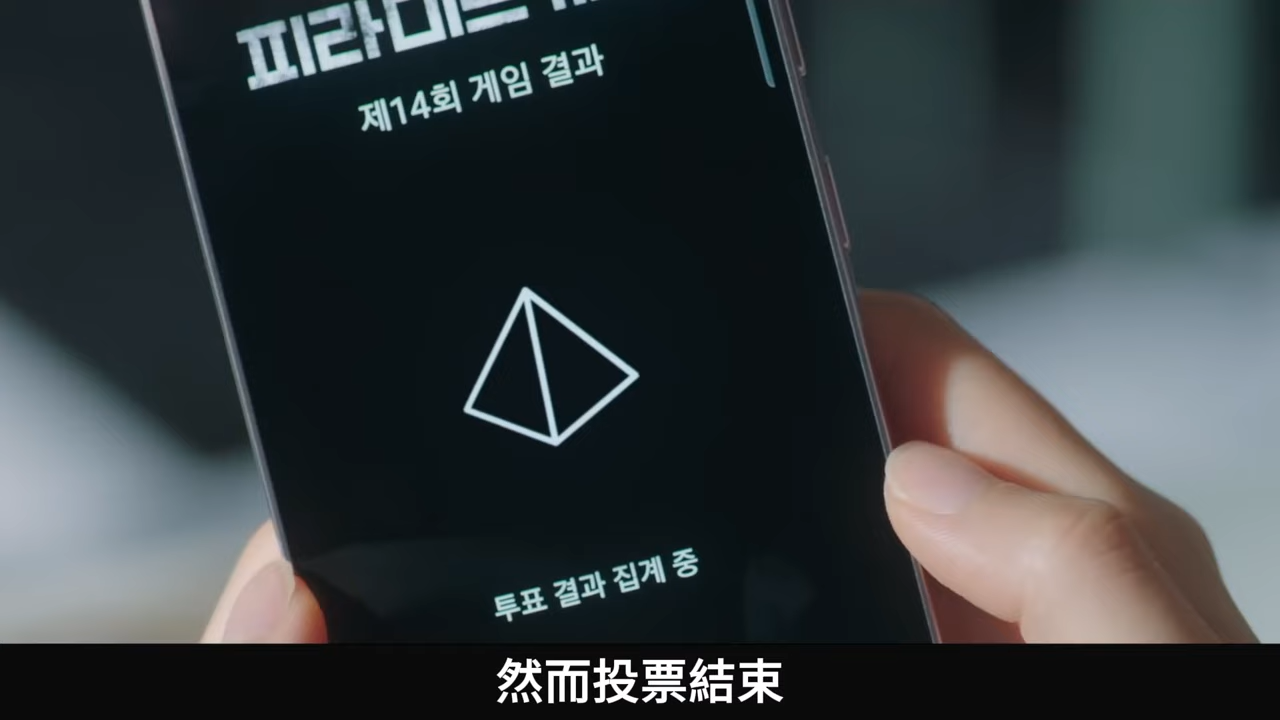 피라미드
제14회 게임 결과
투표 결과 집계 중
然而投票結束